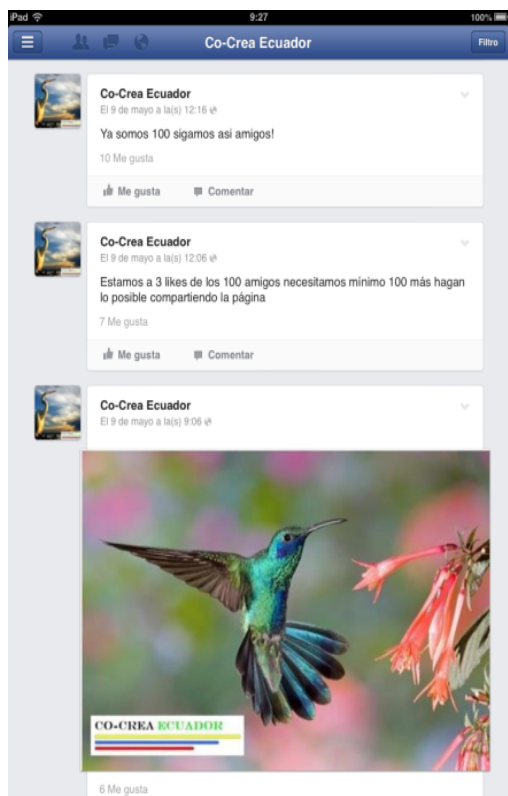 iPad 9:27 100%
Co-Crea Ecuador Filtro
Co-Crea Ecuador
El 9 de mayo a la(s) 12:16
Ya somos 100 sigamos asi amigos!
10 Me gusta
Me gusta Comentar
Co-Crea Ecuador
El 9 de mayo a la(s) 12:06
Estamos a 3 likes de los 100 amigos necesitamos mínimo 100 más hagan
lo posible compartiendo la página
7 Me gusta
Me gusta Comentar
Co-Crea Ecuador
El 9 de mayo a la(s) 9:06
CO-CREA ECUADOR
6 Me gusta